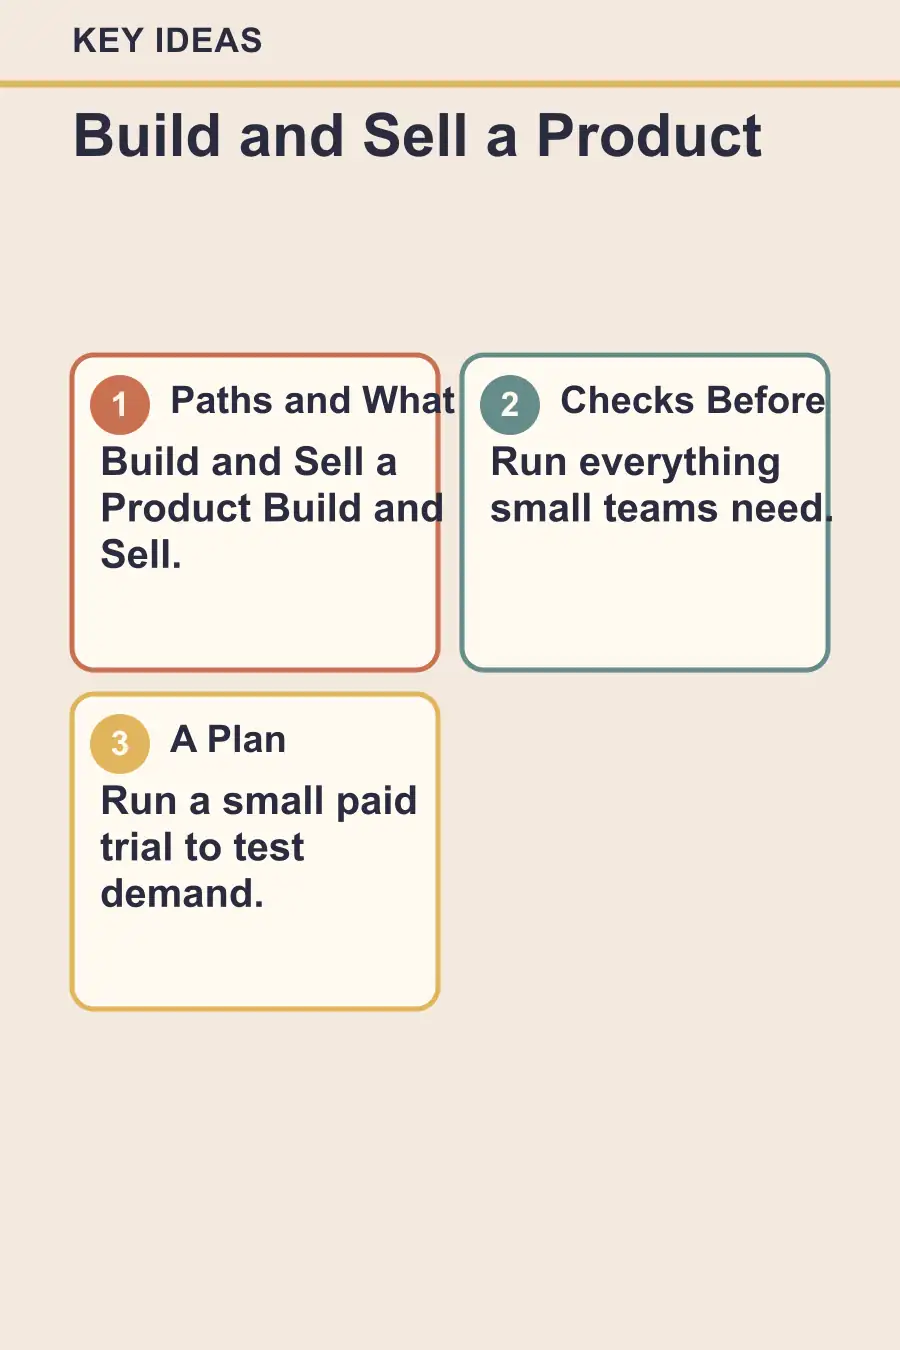 KEY IDEAS
Build and Sell a Product
1
Paths and What
Build and Sell a
Product Build and
Sell.
2
Checks Before
Run everything
small teams need.
3
A Plan
Run a small paid
trial to test
demand.